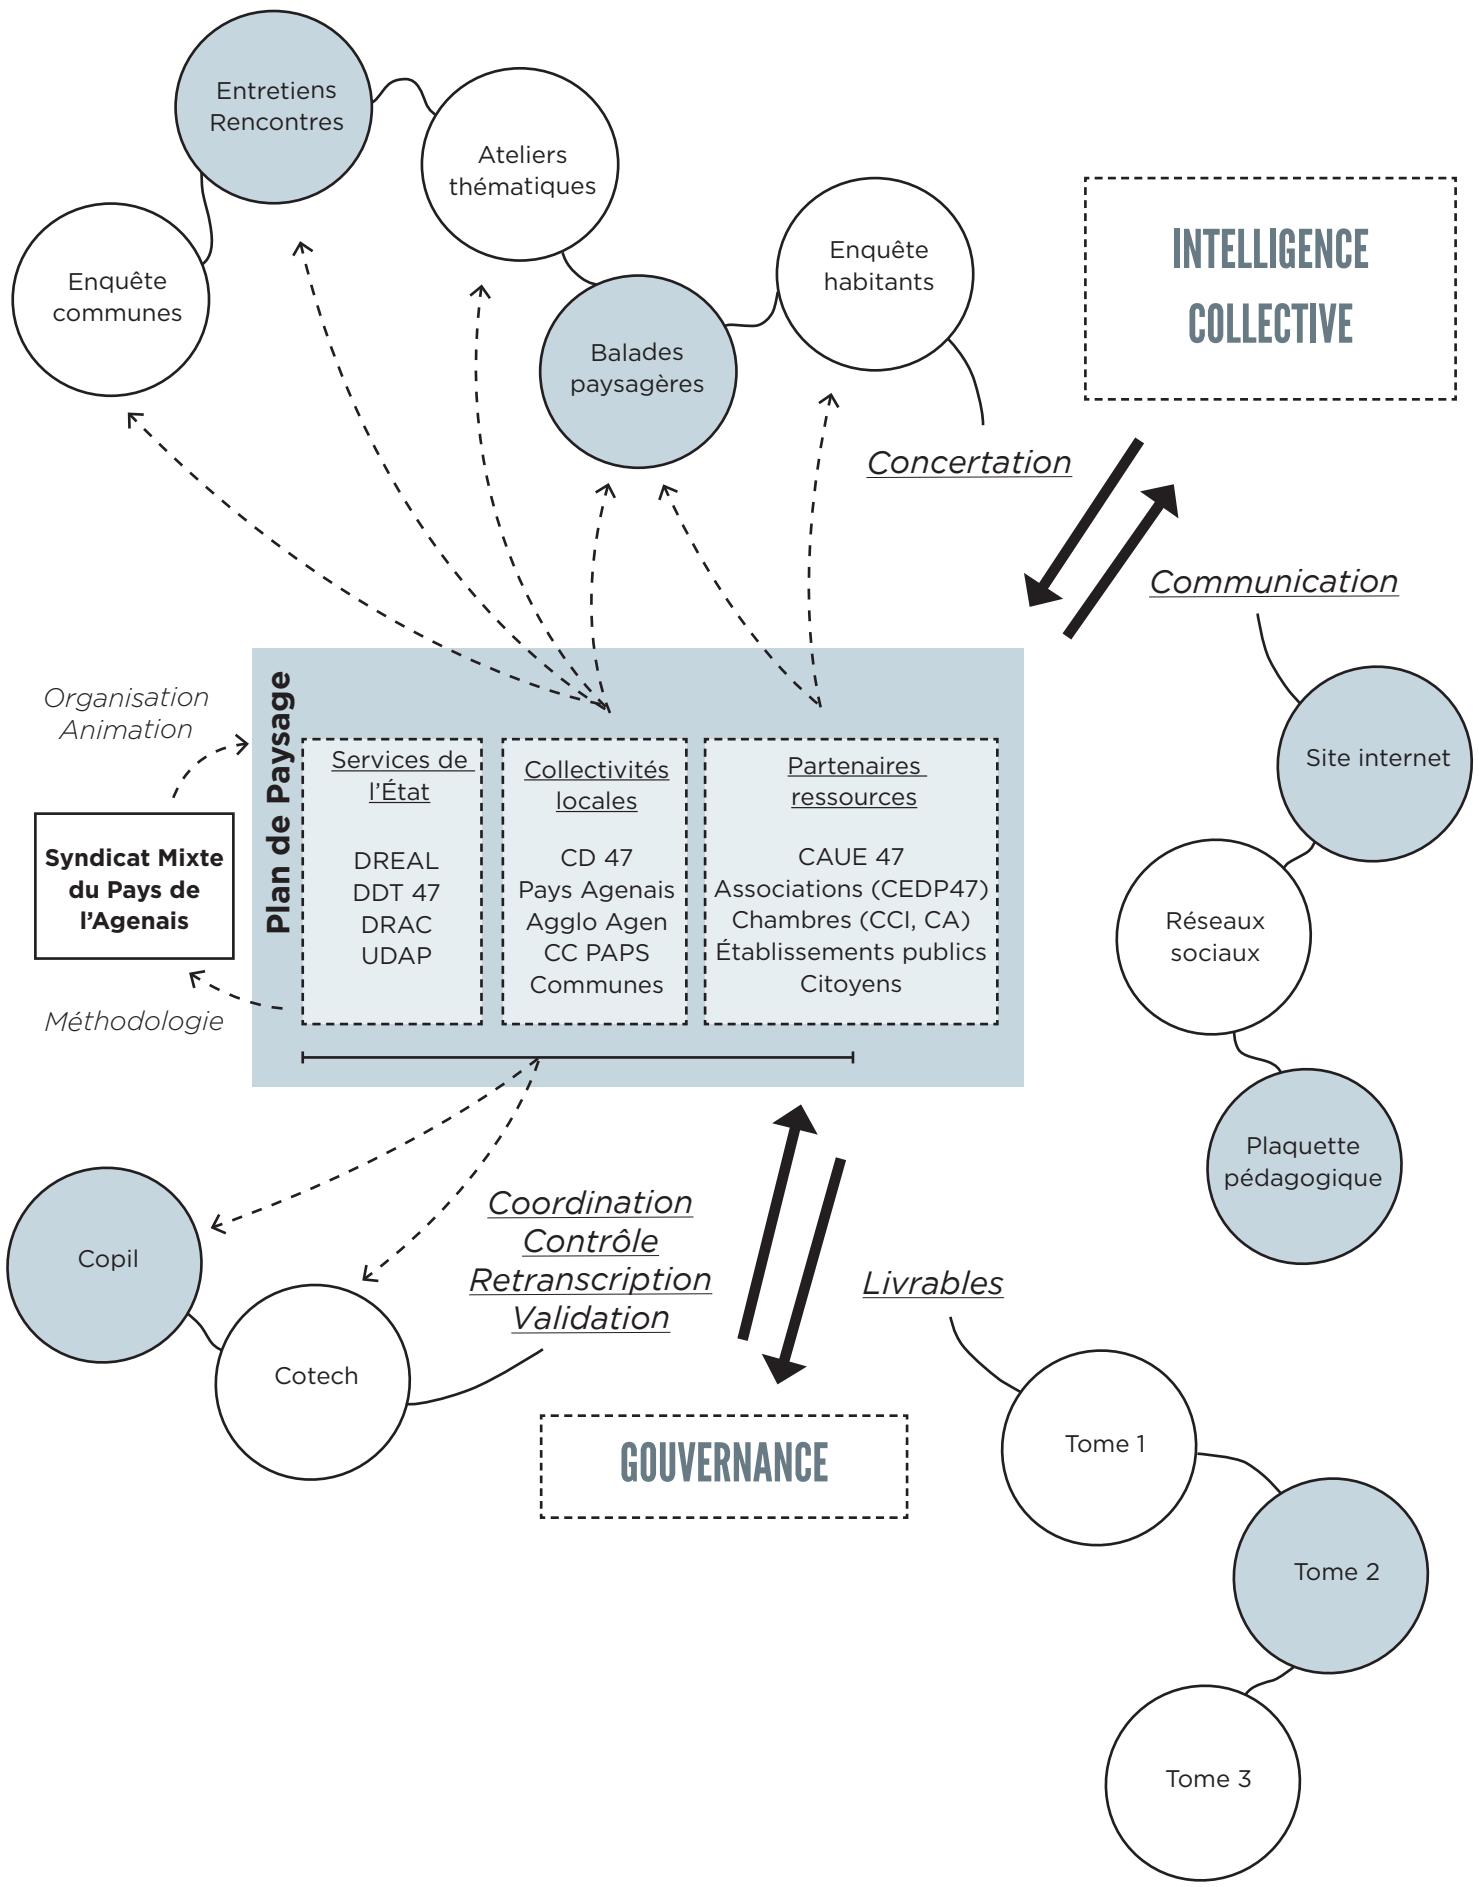 Entretiens
Rencontres
Ateliers
thématiques
Enquête
habitants
Enquête
communes
Balades
paysagères
INTELLIGENCE
COLLECTIVE
Concertation
Communication
Site internet
Réseaux
sociaux
Plaquette
pédagogique
Organisation
Animation
Syndicat Mixte
du Pays de
l'Agenais
Méthodologie
Plan de Paysage
Services de
l'État
DREAL
DDT 47
DRAC
UDAP
Collectivités
locales
CD 47
Pays Agenais
Agglo Agen
CC PAPS
Communes
Partenaires
ressources
CAUE 47
Associations (CEDP47)
Chambres (CCI, CA)
Établissements publics
Citoyens
Copil
Cotech
Coordination
Contrôle
Retranscription
Validation
GOUVERNANCE
Livrables
Tome 1
Tome 2
Tome 3